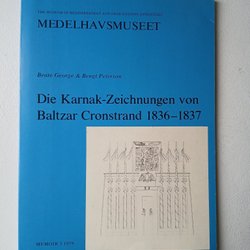 THE MUSEUM OF MEDITERRANEAN AND NEAR EASTERN ANTIQUITIES
MEDELHAVSMUSEET
Beate George & Bengt Peterson
Die Karnak-Zeichnungen von
Baltzar Cronstrand 1836–1837
MEMOIR 3 1979